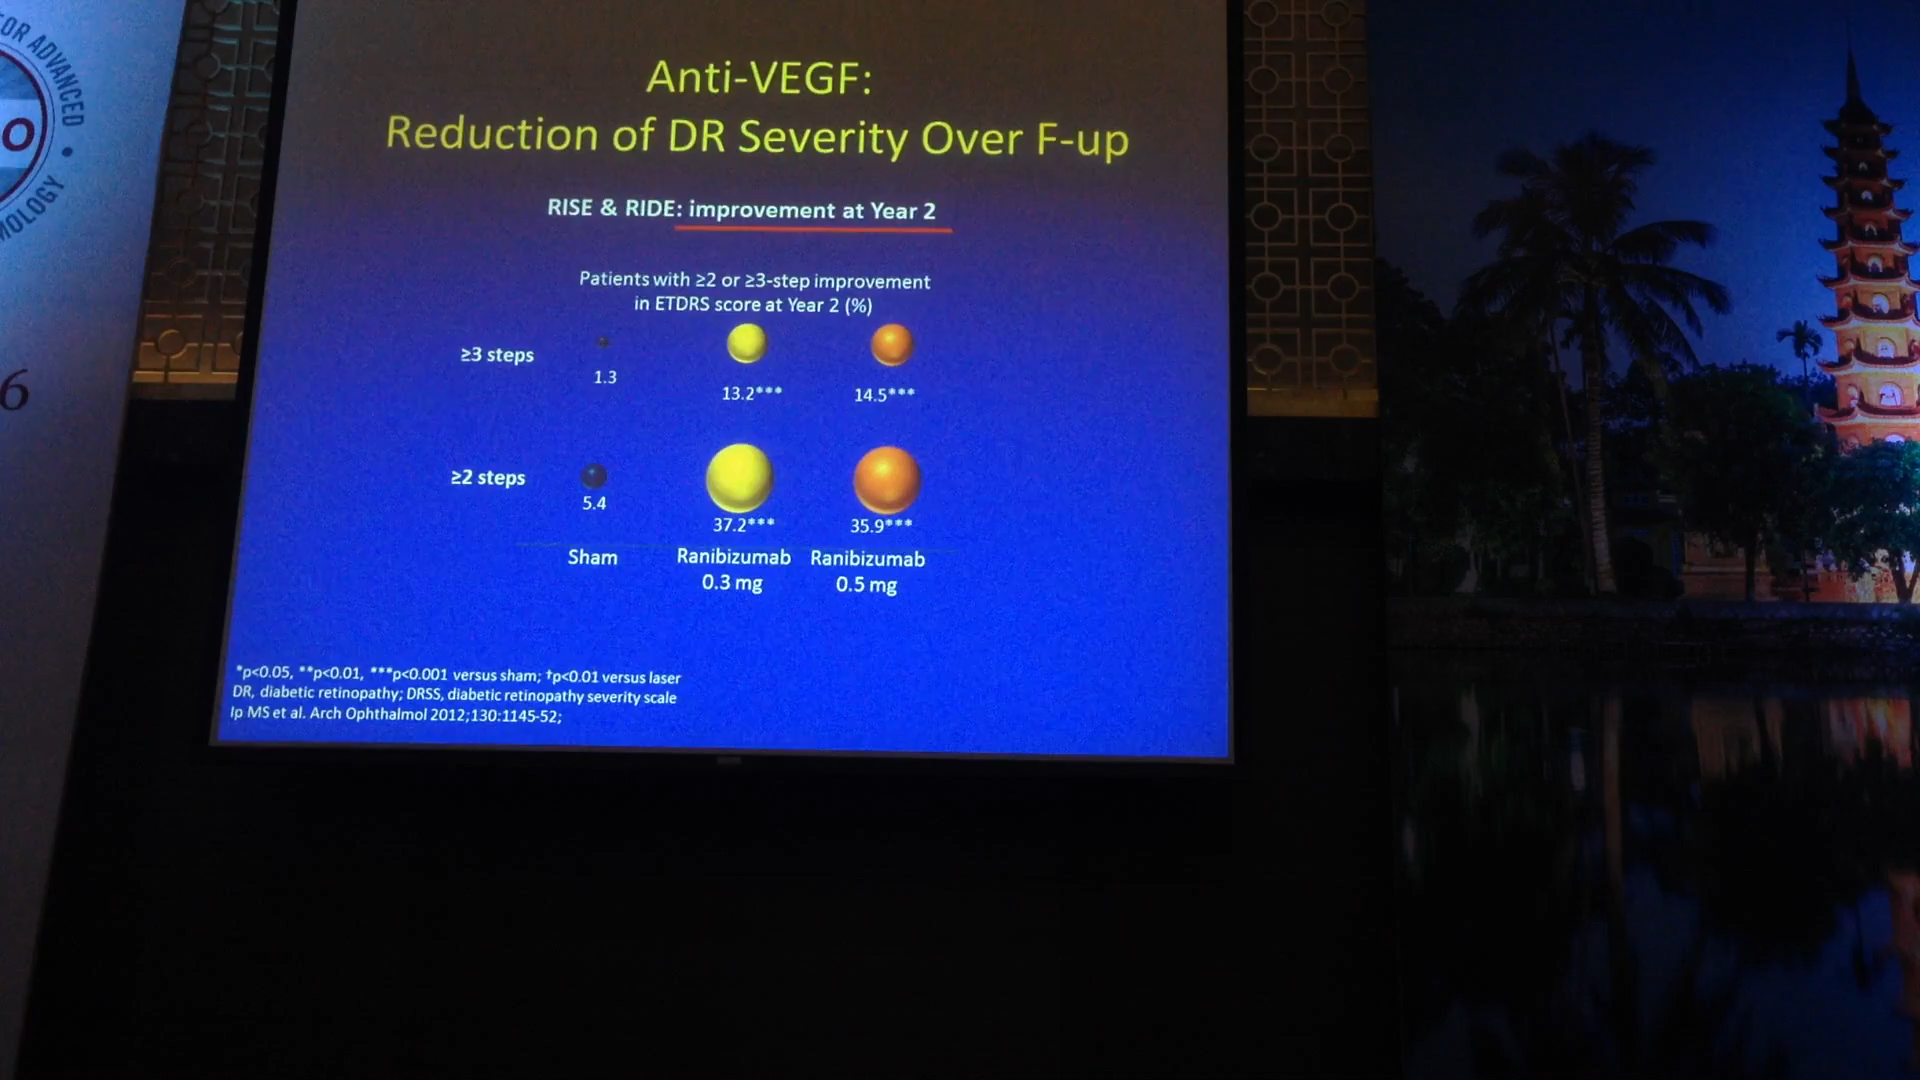 FOR ADVANCED
O
MOLOGY
6
Anti-VEGF:
Reduction of DR Severity Over F-up
RISE & RIDE: improvement at Year 2
Patients with ≥2 or ≥3-step improvement
in ETDRS score at Year 2 (%)
≥3 steps
1.3
13.2***
14.5***
≥2 steps
5.4
37.2***
35.9***
Sham
Ranibizumab
0.3 mg
Ranibizumab
0.5 mg
*p<0.05, **p<0.01, ***p<0.001 versus sham; †p<0.01 versus laser
DR, diabetic retinopathy; DRSS, diabetic retinopathy severity scale
Ip MS et al. Arch Ophthalmol 2012;130:1145-52;